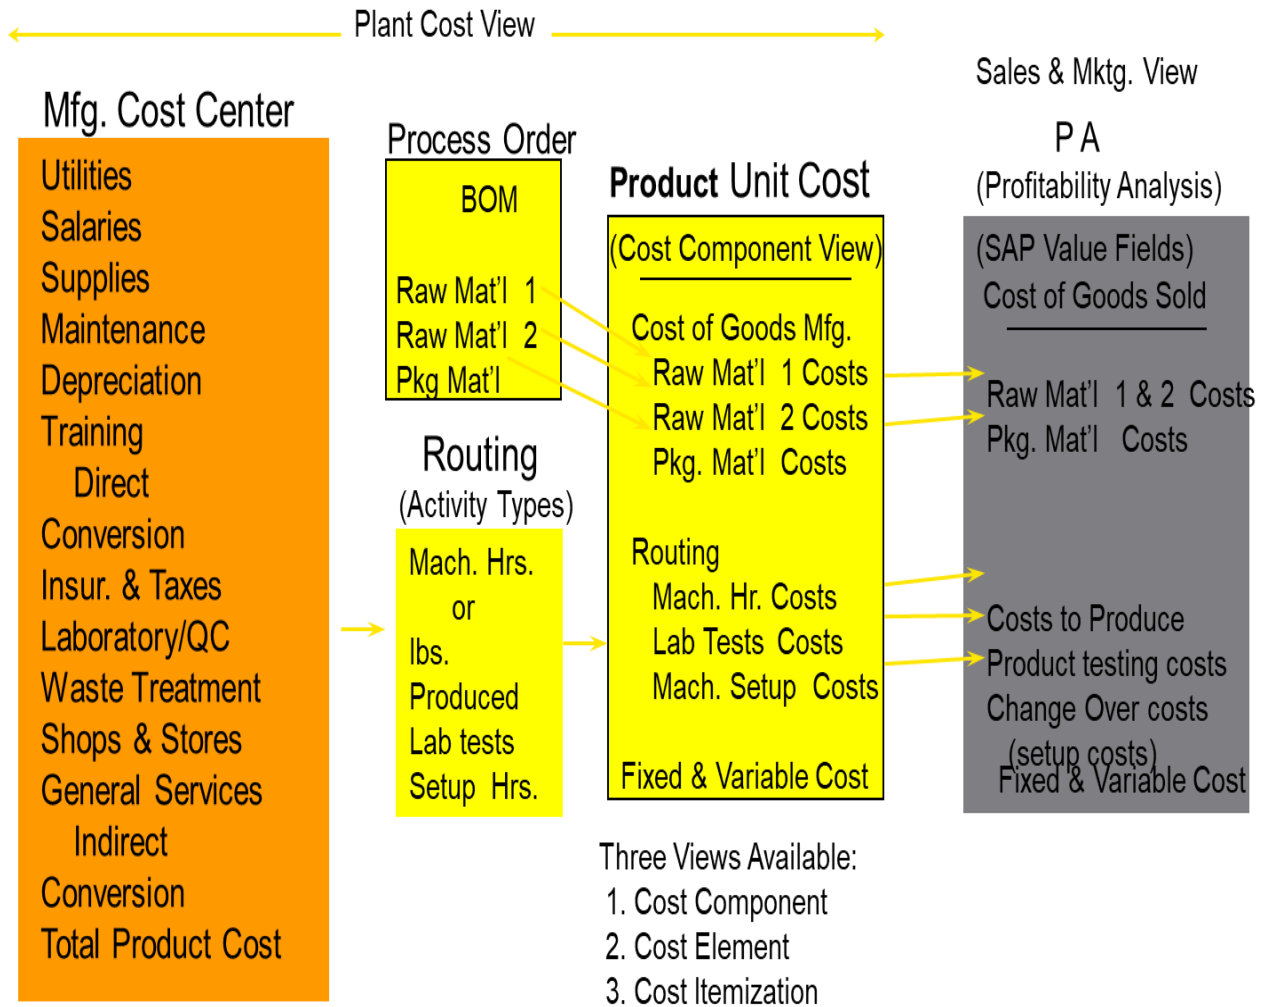 Plant Cost View
Sales & Mktg. View
Mfg. Cost Center
Utilities
Salaries
Supplies
Maintenance
Depreciation
Training
Direct
Conversion
Insur. & Taxes
Laboratory/QC
Waste Treatment
Shops & Stores
General Services
Indirect
Conversion
Total Product Cost
Process Order
BOM
Raw Mat'l 1
Raw Mat'l 2
Pkg Mat'l
Routing
(Activity Types)
Mach. Hrs.
or
lbs.
Produced
Lab tests
Setup Hrs.
Product Unit Cost
(Cost Component View)
Cost of Goods Mfg.
Raw Mat'l 1 Costs
Raw Mat'l 2 Costs
Pkg. Mat'l Costs
Routing
Mach. Hr. Costs
Lab Tests Costs
Mach. Setup Costs
Fixed & Variable Cost
Three Views Available:
1. Cost Component
2. Cost Element
3. Cost Itemization
P A
(Profitability Analysis)
(SAP Value Fields)
Cost of Goods Sold
Raw Mat'l 1 & 2 Costs
Pkg. Mat'l Costs
Costs to Produce
Product testing costs
Change Over costs
(setup costs)
Fixed & Variable Cost